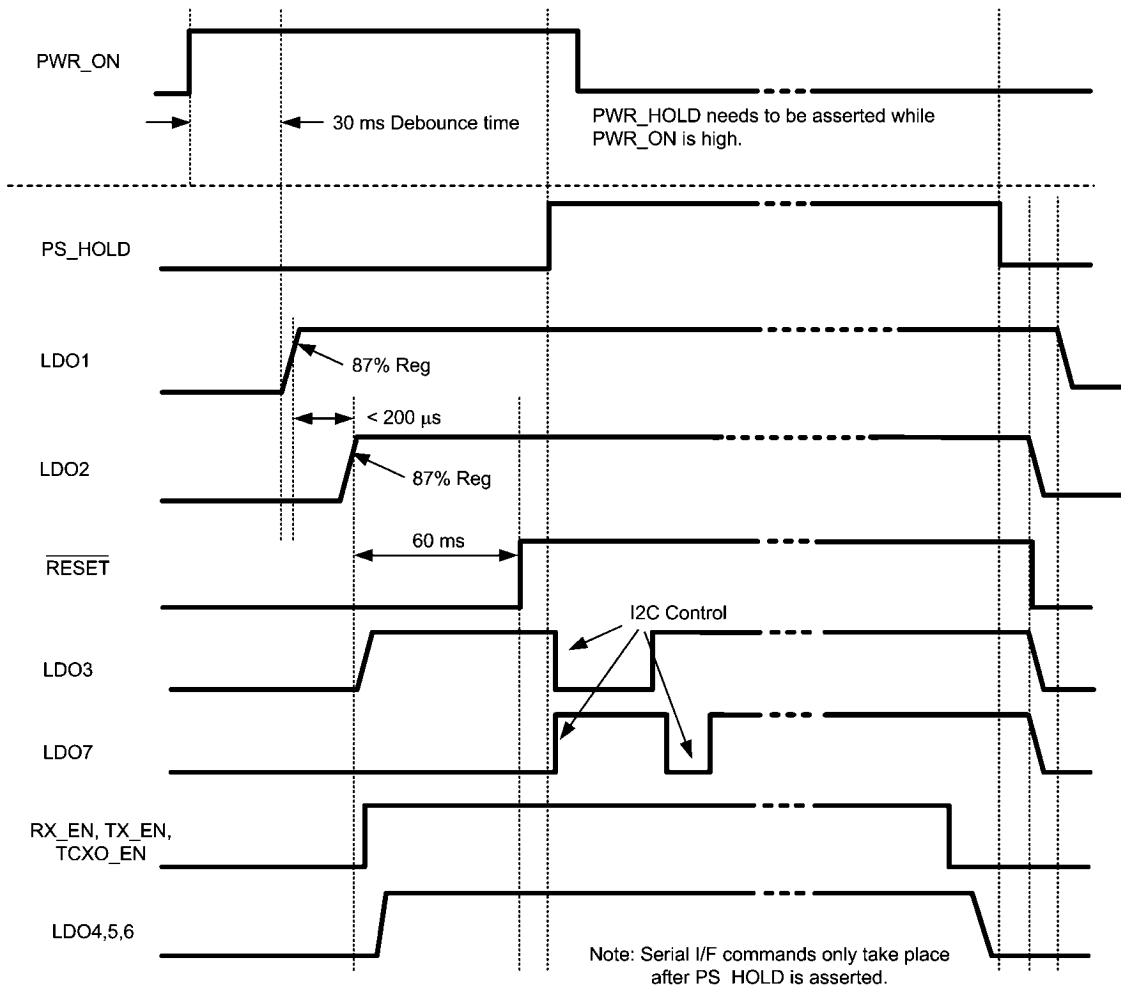 PWR_ON
30 ms Debounce time
PWR_HOLD needs to be asserted while
PWR_ON is high.
PS_HOLD
LDO1
87% Reg
< 200 μs
LDO2
87% Reg
60 ms
RESET
I2C Control
LDO3
LDO7
RX_EN, TX_EN,
TCXO_EN
LDO4,5,6
Note: Serial I/F commands only take place
after PS_HOLD is asserted.